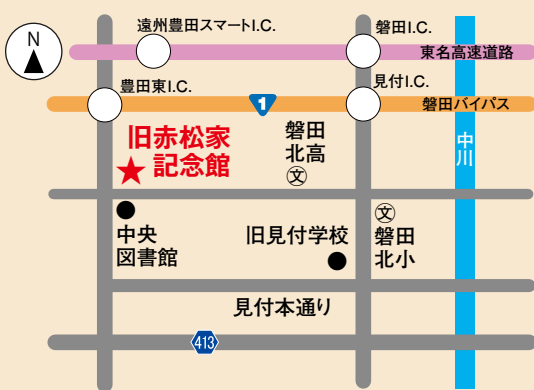 N
遠州豊田スマートI.C.
磐田I.C.
東名高速道路
豊田東I.C.
見付I.C.
1
磐田バイパス
旧赤松家
記念館
磐田
北高
文
中川
中央
図書館
旧見付学校
文
磐田
北小
見付本通り
413